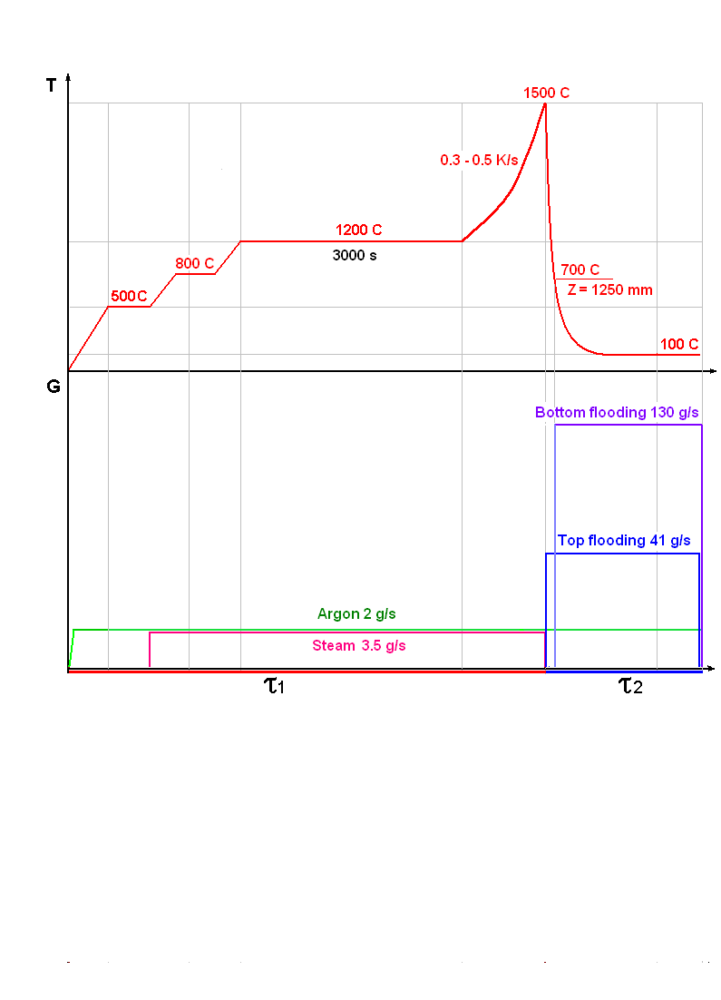 T
1500 C
0.3 - 0.5 K/s
1200 C
3000 s
800 C
700 C
Z = 1250 mm
500C
100 C
G
Bottom flooding 130 g/s
Top flooding 41 g/s
Argon 2 g/s
Steam 3.5 g/s
τ1
τ2